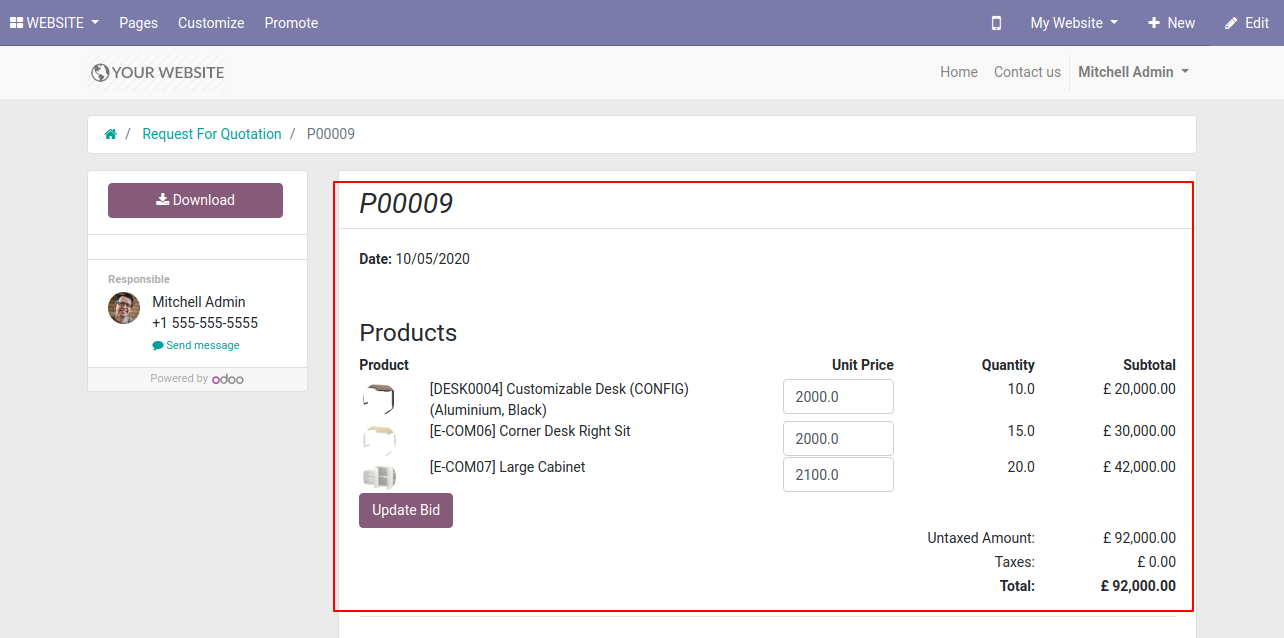 WEBSITE Pages Customize Promote My Website New Edit
YOUR WEBSITE Home Contact us Mitchell Admin
/ Request For Quotation / P00009
Download
Responsible
Mitchell Admin
+1 555-555-5555
Send message
Powered by odoo
P00009
Date: 10/05/2020
Products
Product Unit Price Quantity Subtotal
[DESK0004] Customizable Desk (CONFIG) 2000.0 10.0 £ 20,000.00
(Aluminium, Black)
[E-COM06] Corner Desk Right Sit 2000.0 15.0 £ 30,000.00
[E-COM07] Large Cabinet 2100.0 20.0 £ 42,000.00
Update Bid
Untaxed Amount: £ 92,000.00
Taxes: £ 0.00
Total: £ 92,000.00